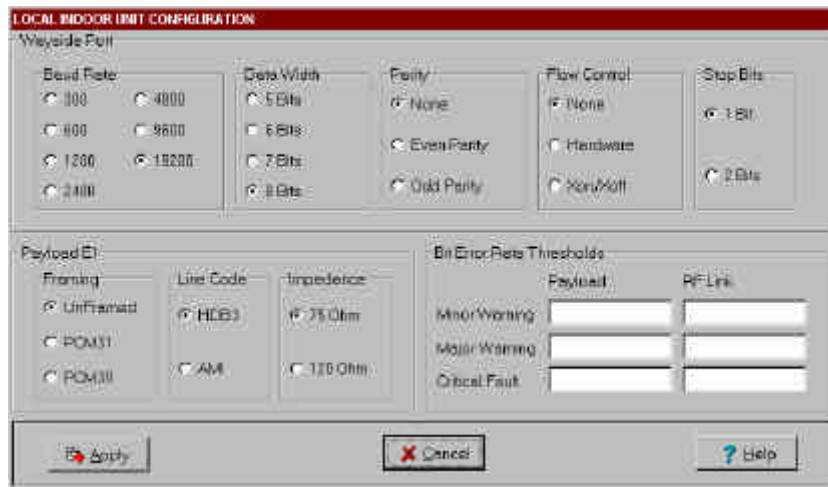 LOCAL INDOOR UNIT CONFIGURATION
Wayside Port
Baud Rate
300
4800
600
9600
1200
19200
2400
Data Width
5 Bits
6 Bits
7 Bits
8 Bits
Parity
None
Even Parity
Odd Parity
Flow Control
None
Hardware
Xon/Xoff
Stop Bits
1 Bit
2 Bits
Payload E1
Framing
UnFramed
PCM31
PCM30
Line Code
HDB3
AMI
Impedence
75 Ohm
120 Ohm
Bit Error Rate Thresholds
Payload
RF Link
Minor Warning
Major Warning
Critical Fault
Apply
Cancel
Help